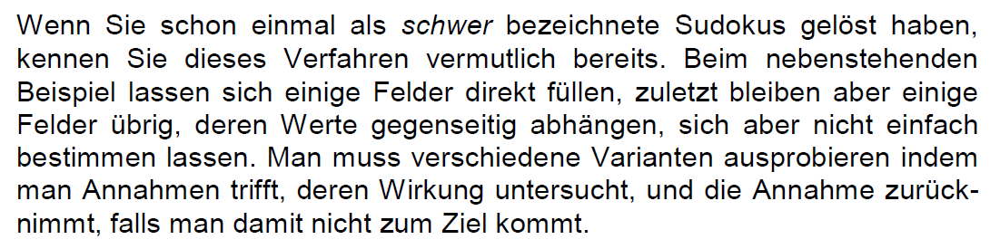 Wenn Sie schon einmal als schwer bezeichnete Sudokus gelöst haben,
kennen Sie dieses Verfahren vermutlich bereits. Beim nebenstehenden
Beispiel lassen sich einige Felder direkt füllen, zuletzt bleiben aber einige
Felder übrig, deren Werte gegenseitig abhängen, sich aber nicht einfach
bestimmen lassen. Man muss verschiedene Varianten ausprobieren indem
man Annahmen trifft, deren Wirkung untersucht, und die Annahme zurück-
nimmt, falls man damit nicht zum Ziel kommt.